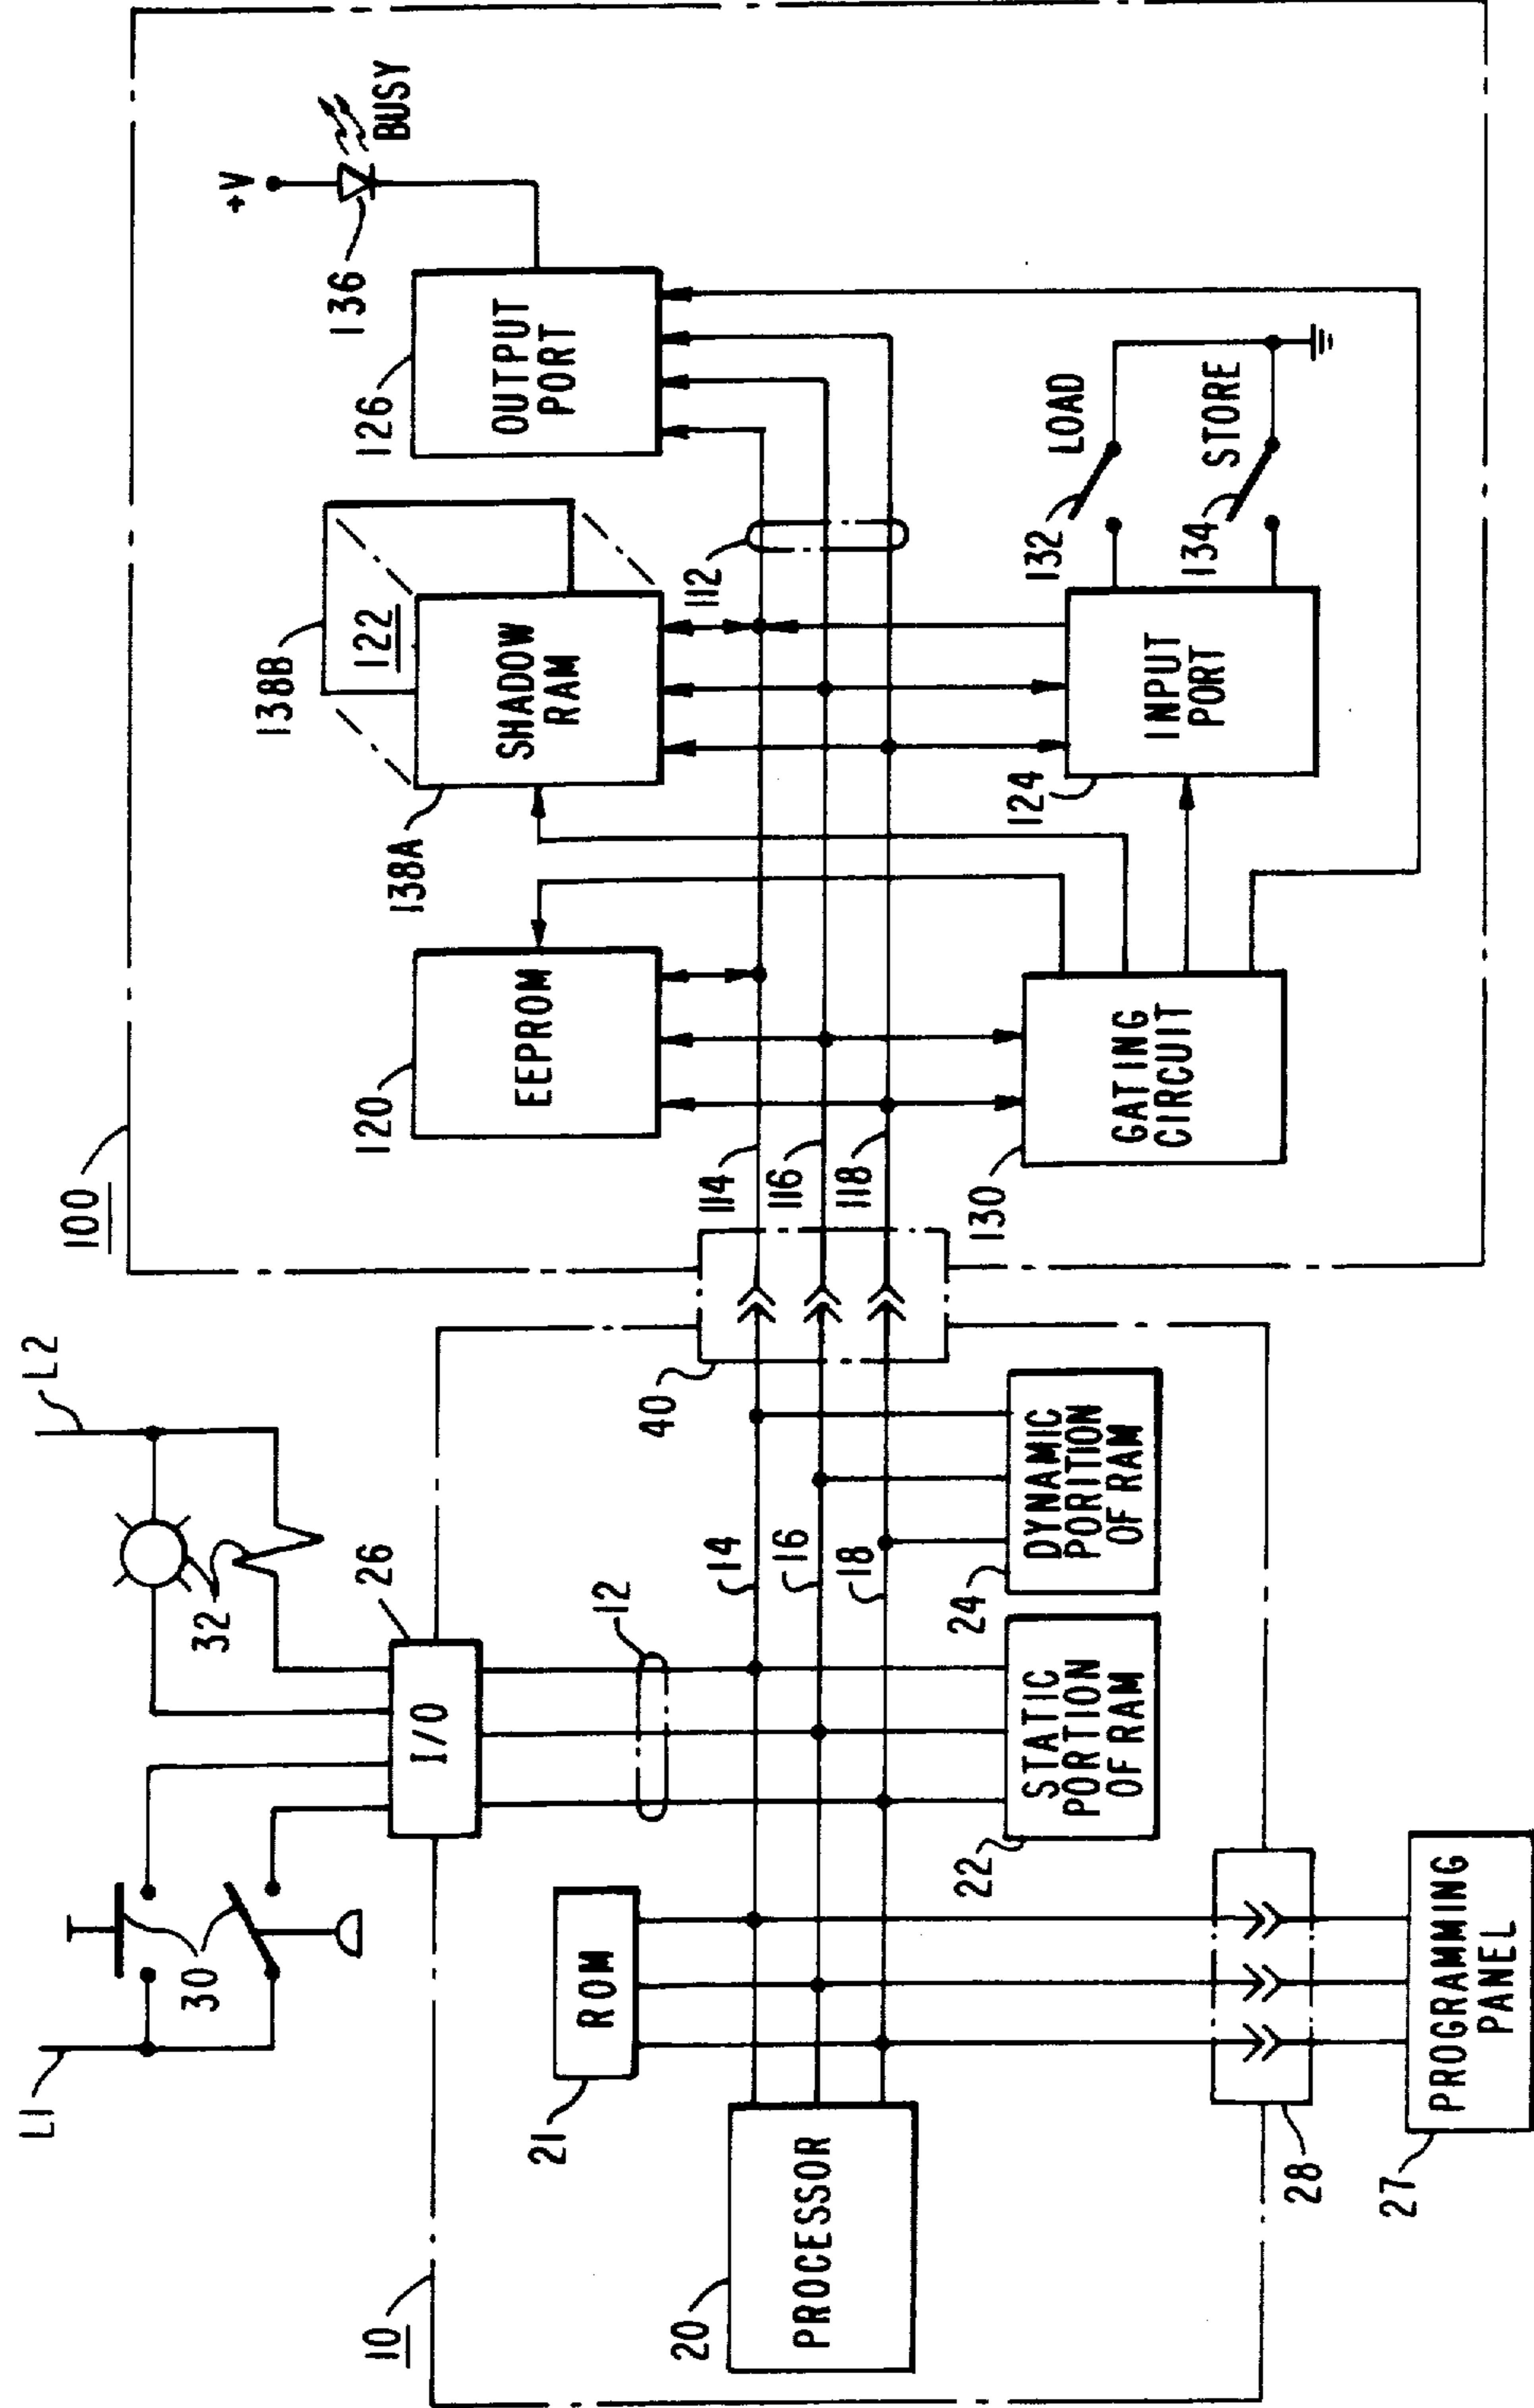 L1
L2
30
32
26
I/O
10
12
21
ROM
14
16
18
20
PROCESSOR
22
STATIC
PORTION
OF RAM
24
DYNAMIC
PORITION
OF RAM
40
28
27
PROGRAMMING
PANEL
100
+V
136
BUSY
138B
122
120
EEPROM
138A
SHADOW
RAM
126
OUTPUT
PORT
114
116
118
112
130
GATING
CIRCUIT
124
INPUT
PORT
132
LOAD
134
STORE